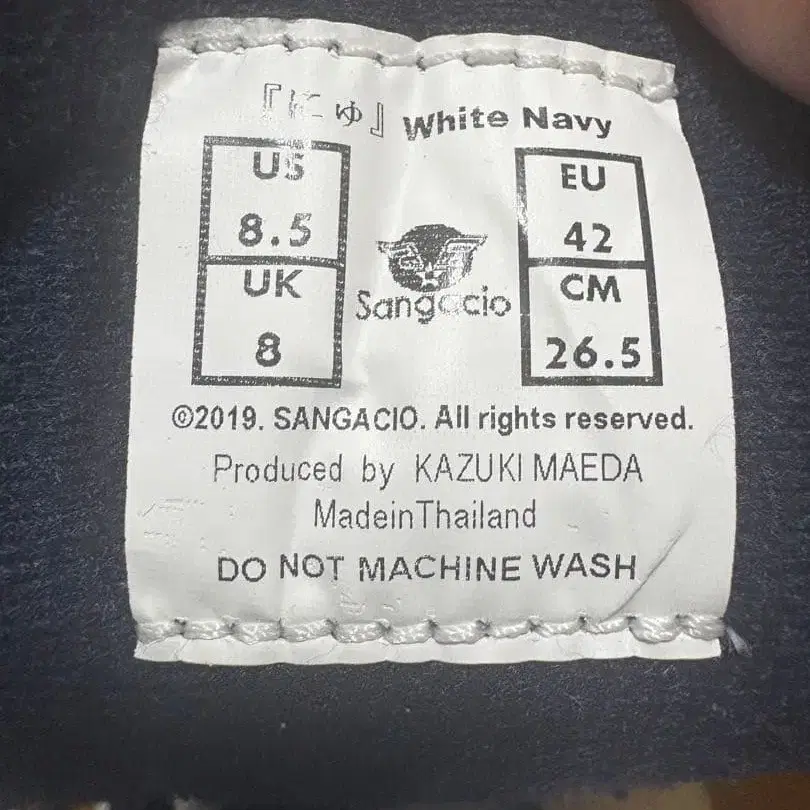 『にゅ』 White Navy
US
8.5
UK
8
Sangacio
EU
42
CM
26.5
©2019. SANGACIO. All rights reserved.
Produced by KAZUKI MAEDA
MadeinThailand
DO NOT MACHINE WASH